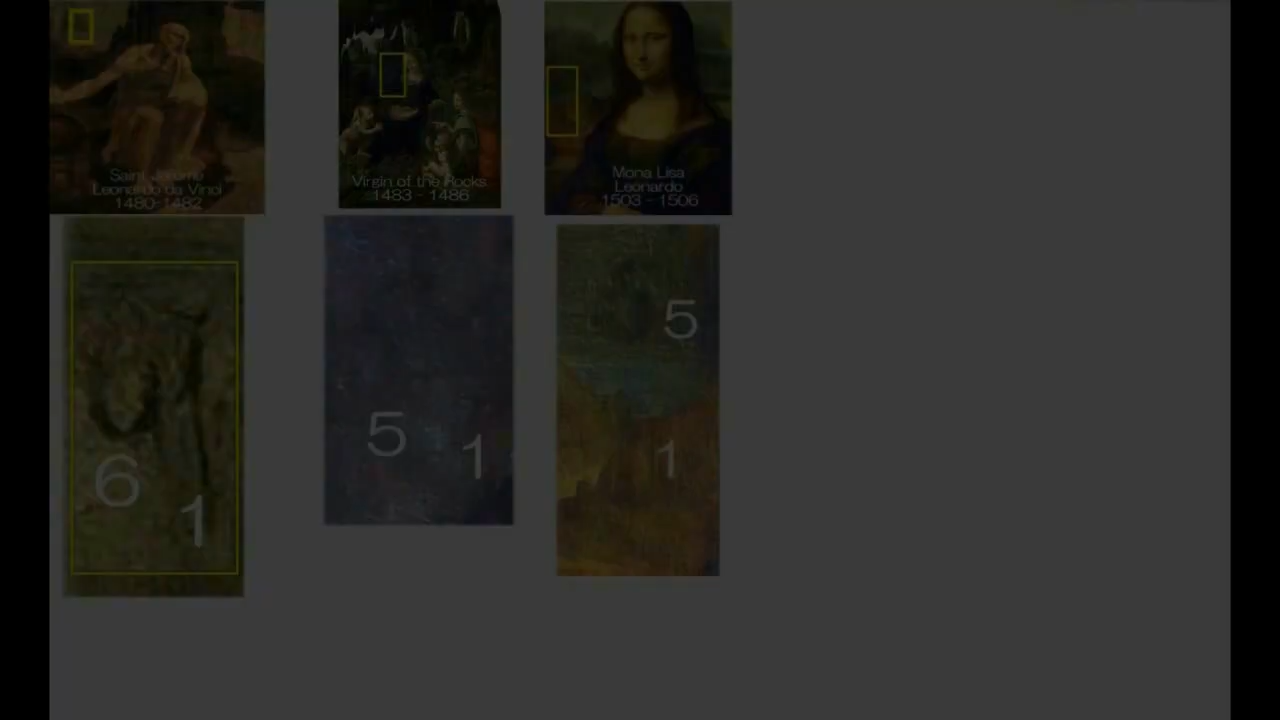 Saint Jerome
Leonardo da Vinci
1480-1482
Virgin of the Rocks
1483 - 1486
Mona Lisa
Leonardo
1503 - 1506
6
1
5
1
5
1